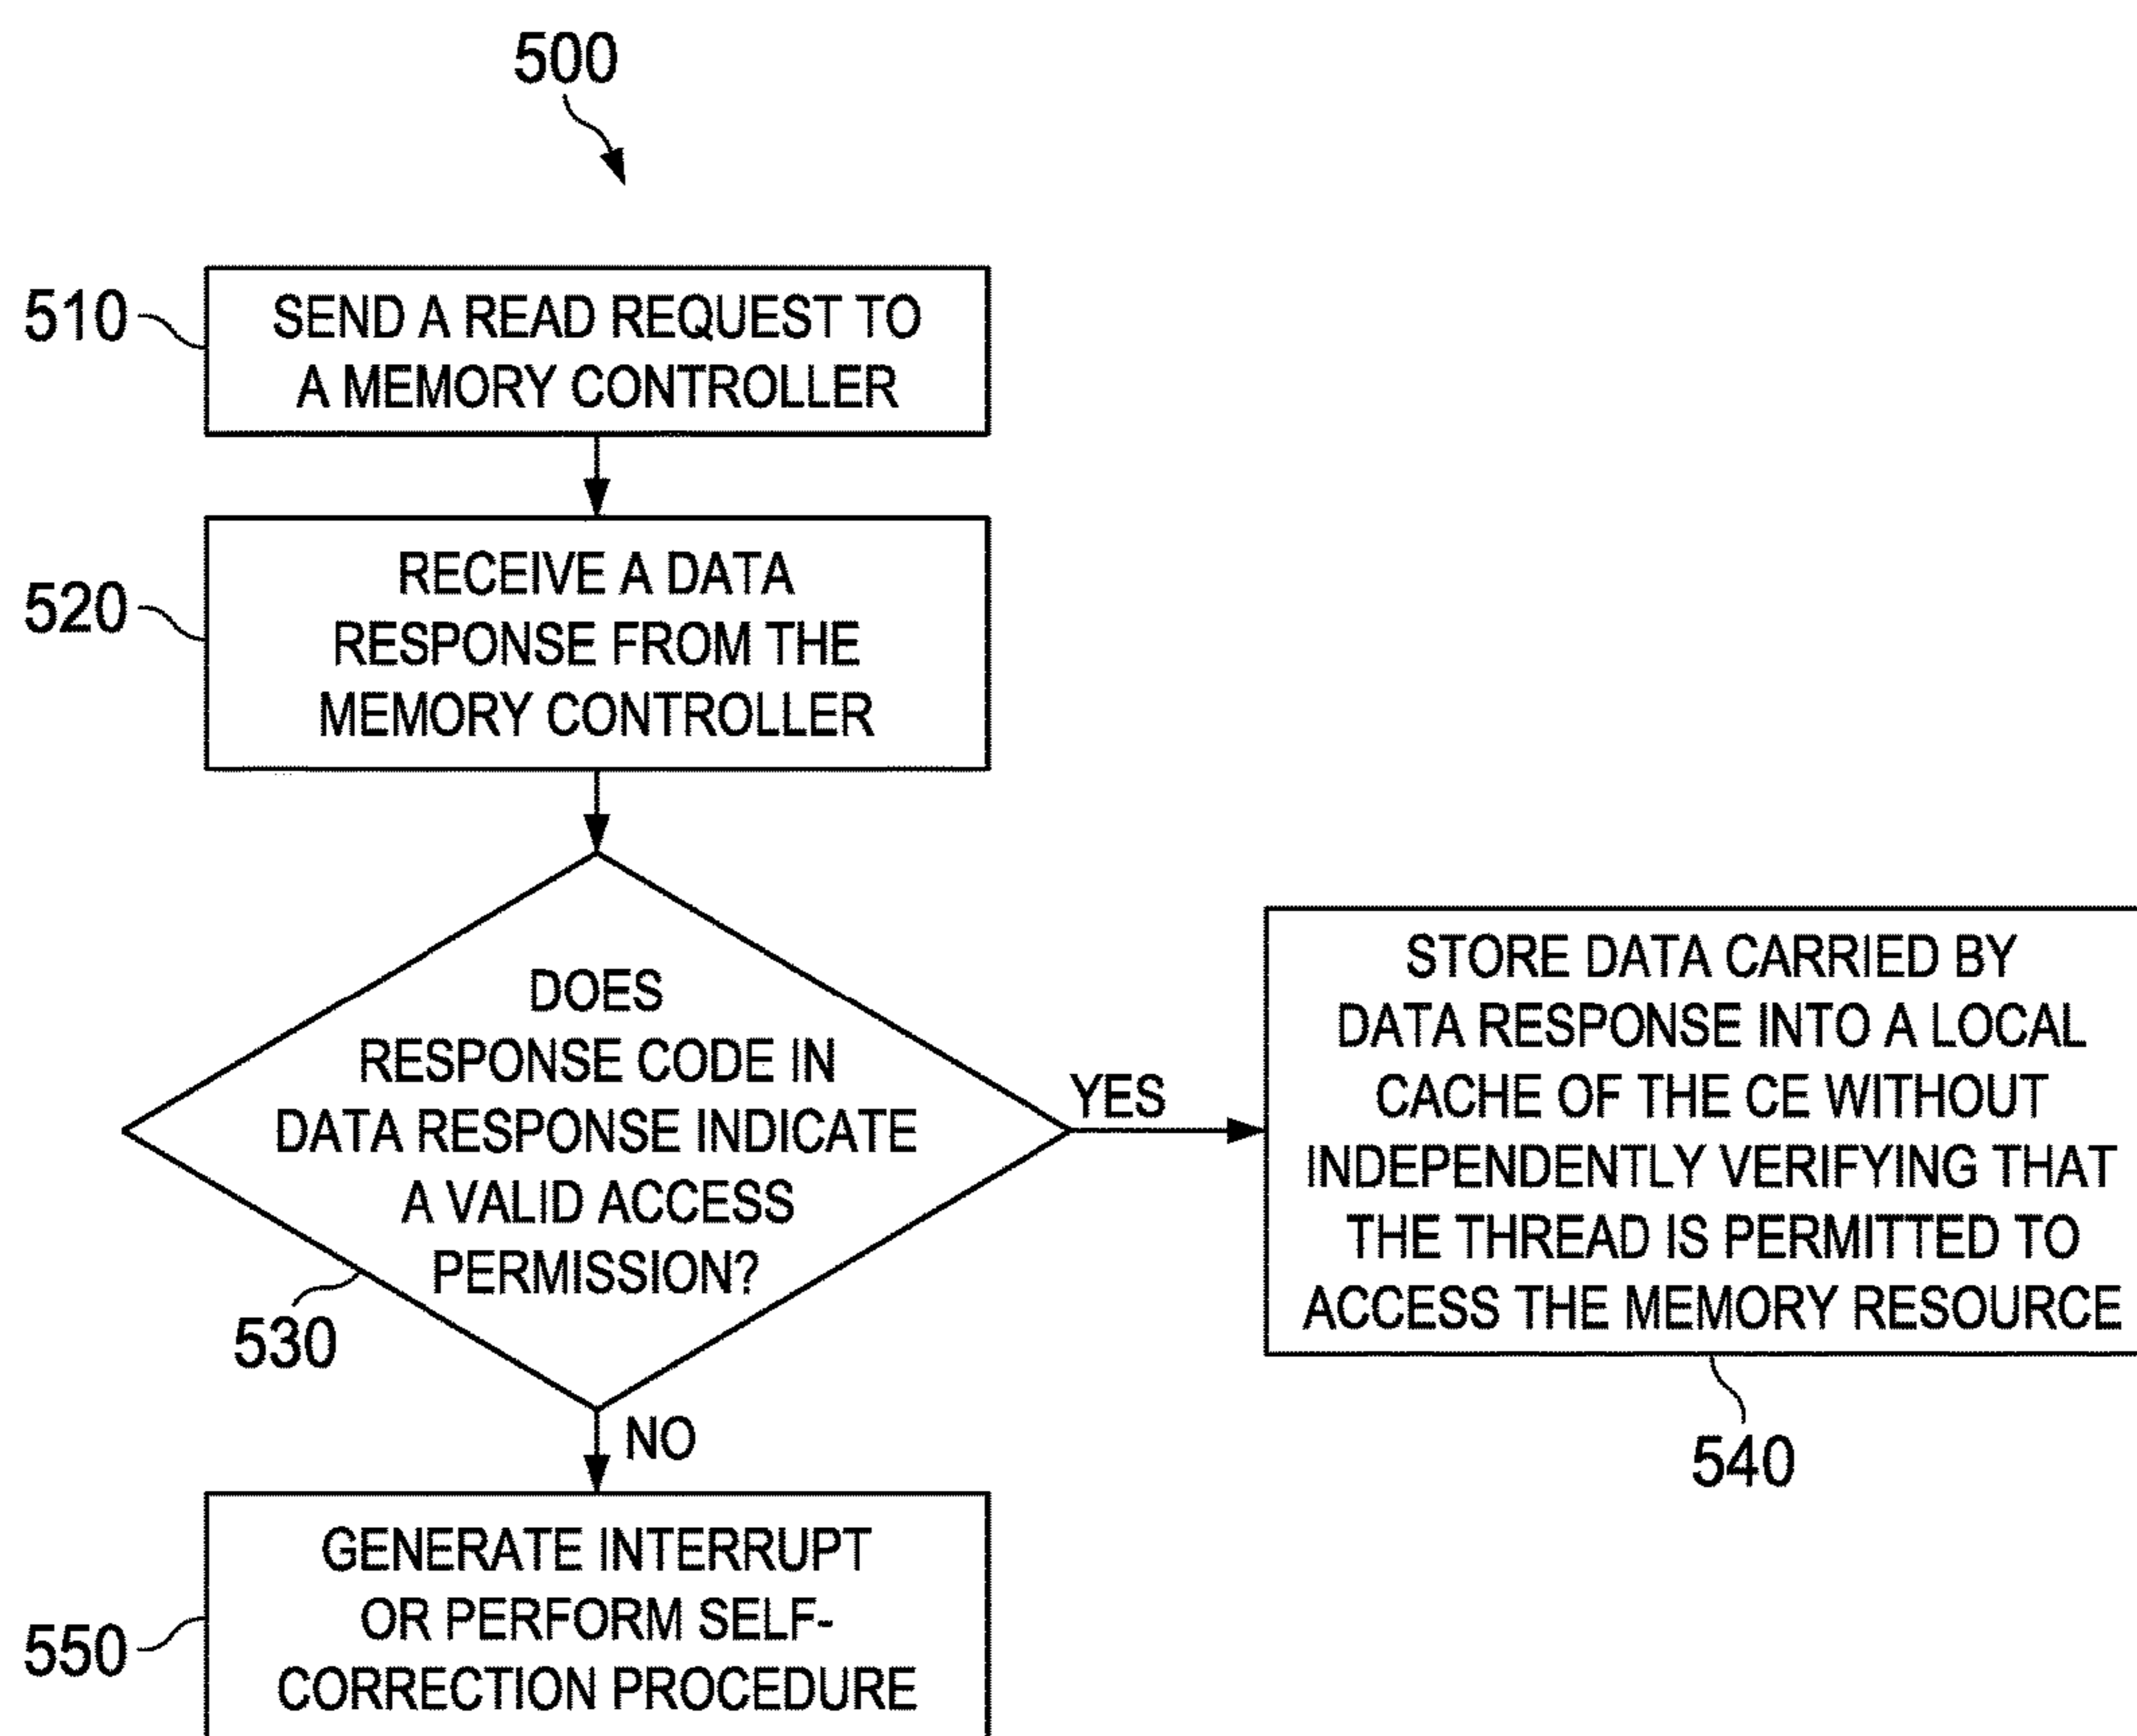 500
510
SEND A READ REQUEST TO
A MEMORY CONTROLLER
520
RECEIVE A DATA
RESPONSE FROM THE
MEMORY CONTROLLER
DOES
RESPONSE CODE IN
DATA RESPONSE INDICATE
A VALID ACCESS
PERMISSION?
530
YES
STORE DATA CARRIED BY
DATA RESPONSE INTO A LOCAL
CACHE OF THE CE WITHOUT
INDEPENDENTLY VERIFYING THAT
THE THREAD IS PERMITTED TO
ACCESS THE MEMORY RESOURCE
540
NO
550
GENERATE INTERRUPT
OR PERFORM SELF-
CORRECTION PROCEDURE